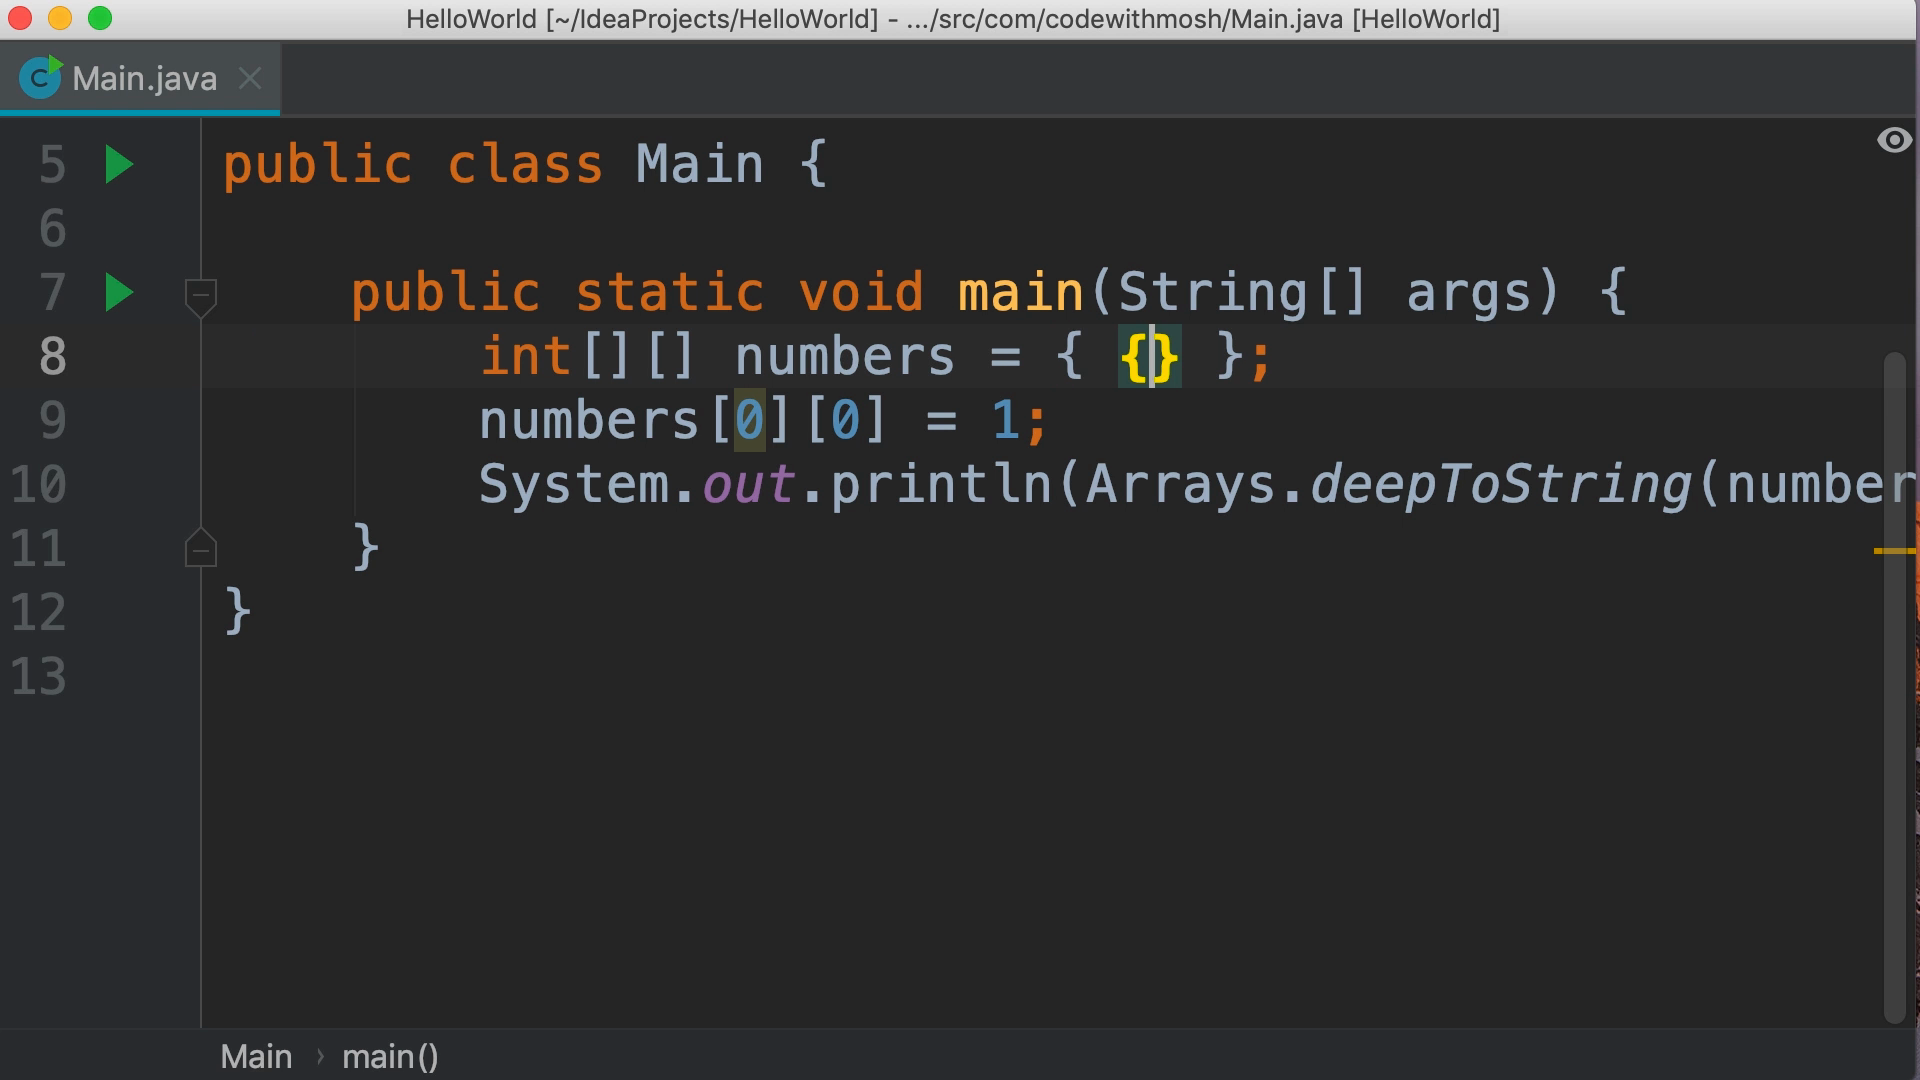 HelloWorld [~/IdeaProjects/HelloWorld] - .../src/com/codewithmosh/Main.java [HelloWorld]
C Main.java
5 public class Main {
6
7 public static void main(String[] args) {
8 int[][] numbers = { {} };
9 numbers[0][0] = 1;
10 System.out.println(Arrays.deepToString(number
11 }
12 }
13
Main › main()